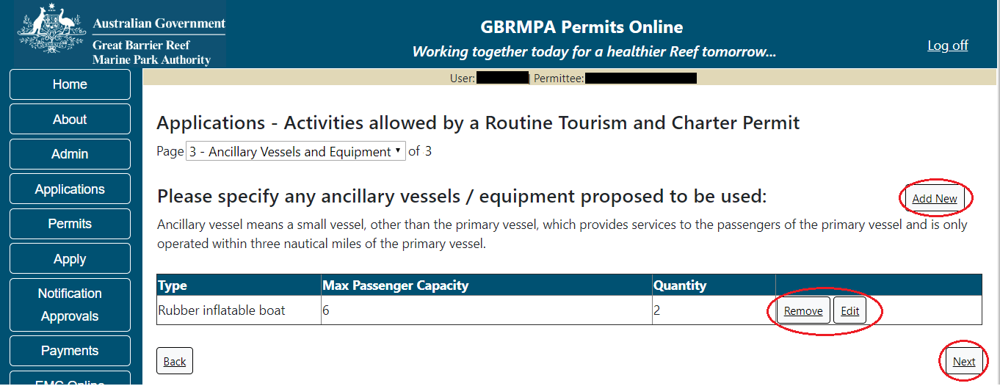 Australian Government
Great Barrier Reef
Marine Park Authority
GBRMPA Permits Online
Working together today for a healthier Reef tomorrow...
Log off
Home
About
Admin
Applications
Permits
Apply
Notification
Approvals
Payments
EMC Online
User: Permittee:
Applications - Activities allowed by a Routine Tourism and Charter Permit
Page 3 - Ancillary Vessels and Equipment of 3
Please specify any ancillary vessels / equipment proposed to be used:
Add New
Ancillary vessel means a small vessel, other than the primary vessel, which provides services to the passengers of the primary vessel and is only
operated within three nautical miles of the primary vessel.
Type Max Passenger Capacity Quantity
Rubber inflatable boat 6 2 Remove Edit
Back Next